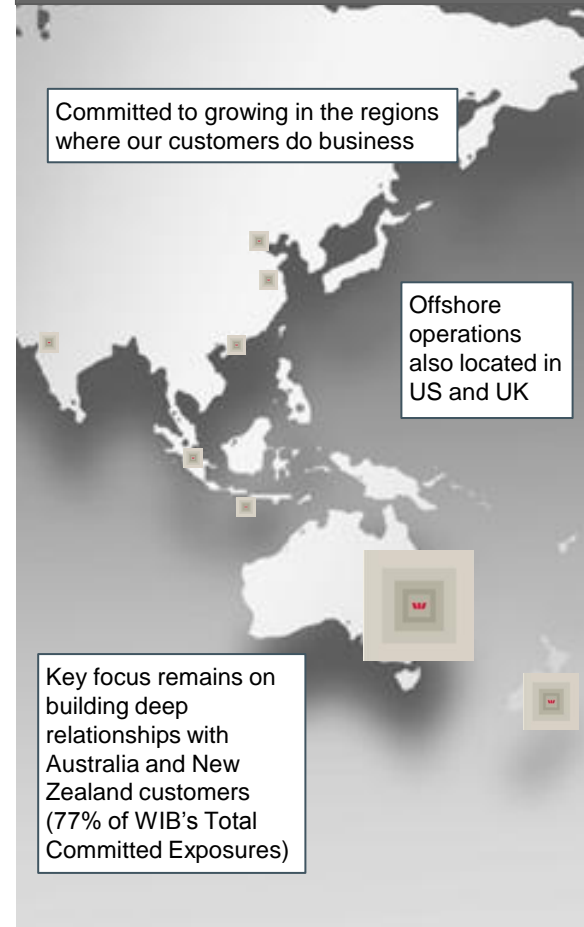 Committed to growing in the regions
where our customers do business
Offshore
operations
also located in
US and UK
Key focus remains on
building deep
relationships with
Australia and New
Zealand customers
(77% of WIB's Total
Committed Exposures)